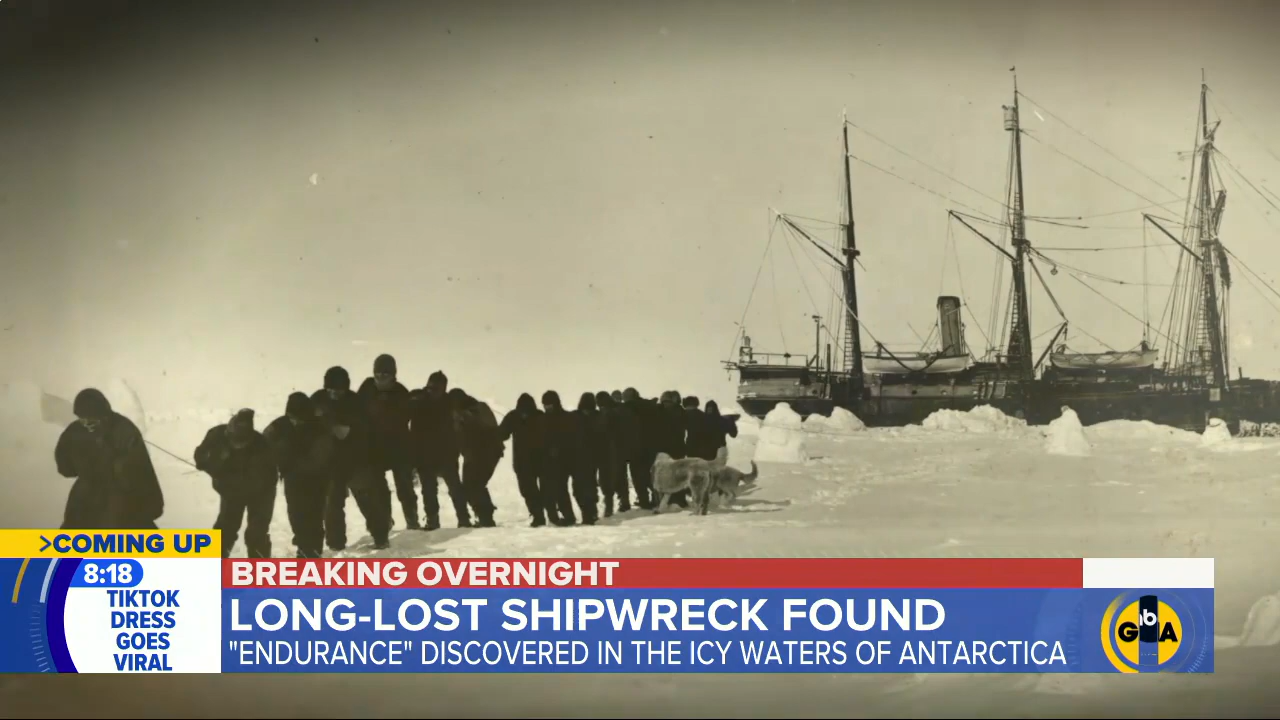 >COMING UP
8:18
TIKTOK
DRESS
GOES
VIRAL
BREAKING OVERNIGHT
LONG-LOST SHIPWRECK FOUND
"ENDURANCE" DISCOVERED IN THE ICY WATERS OF ANTARCTICA
GMA